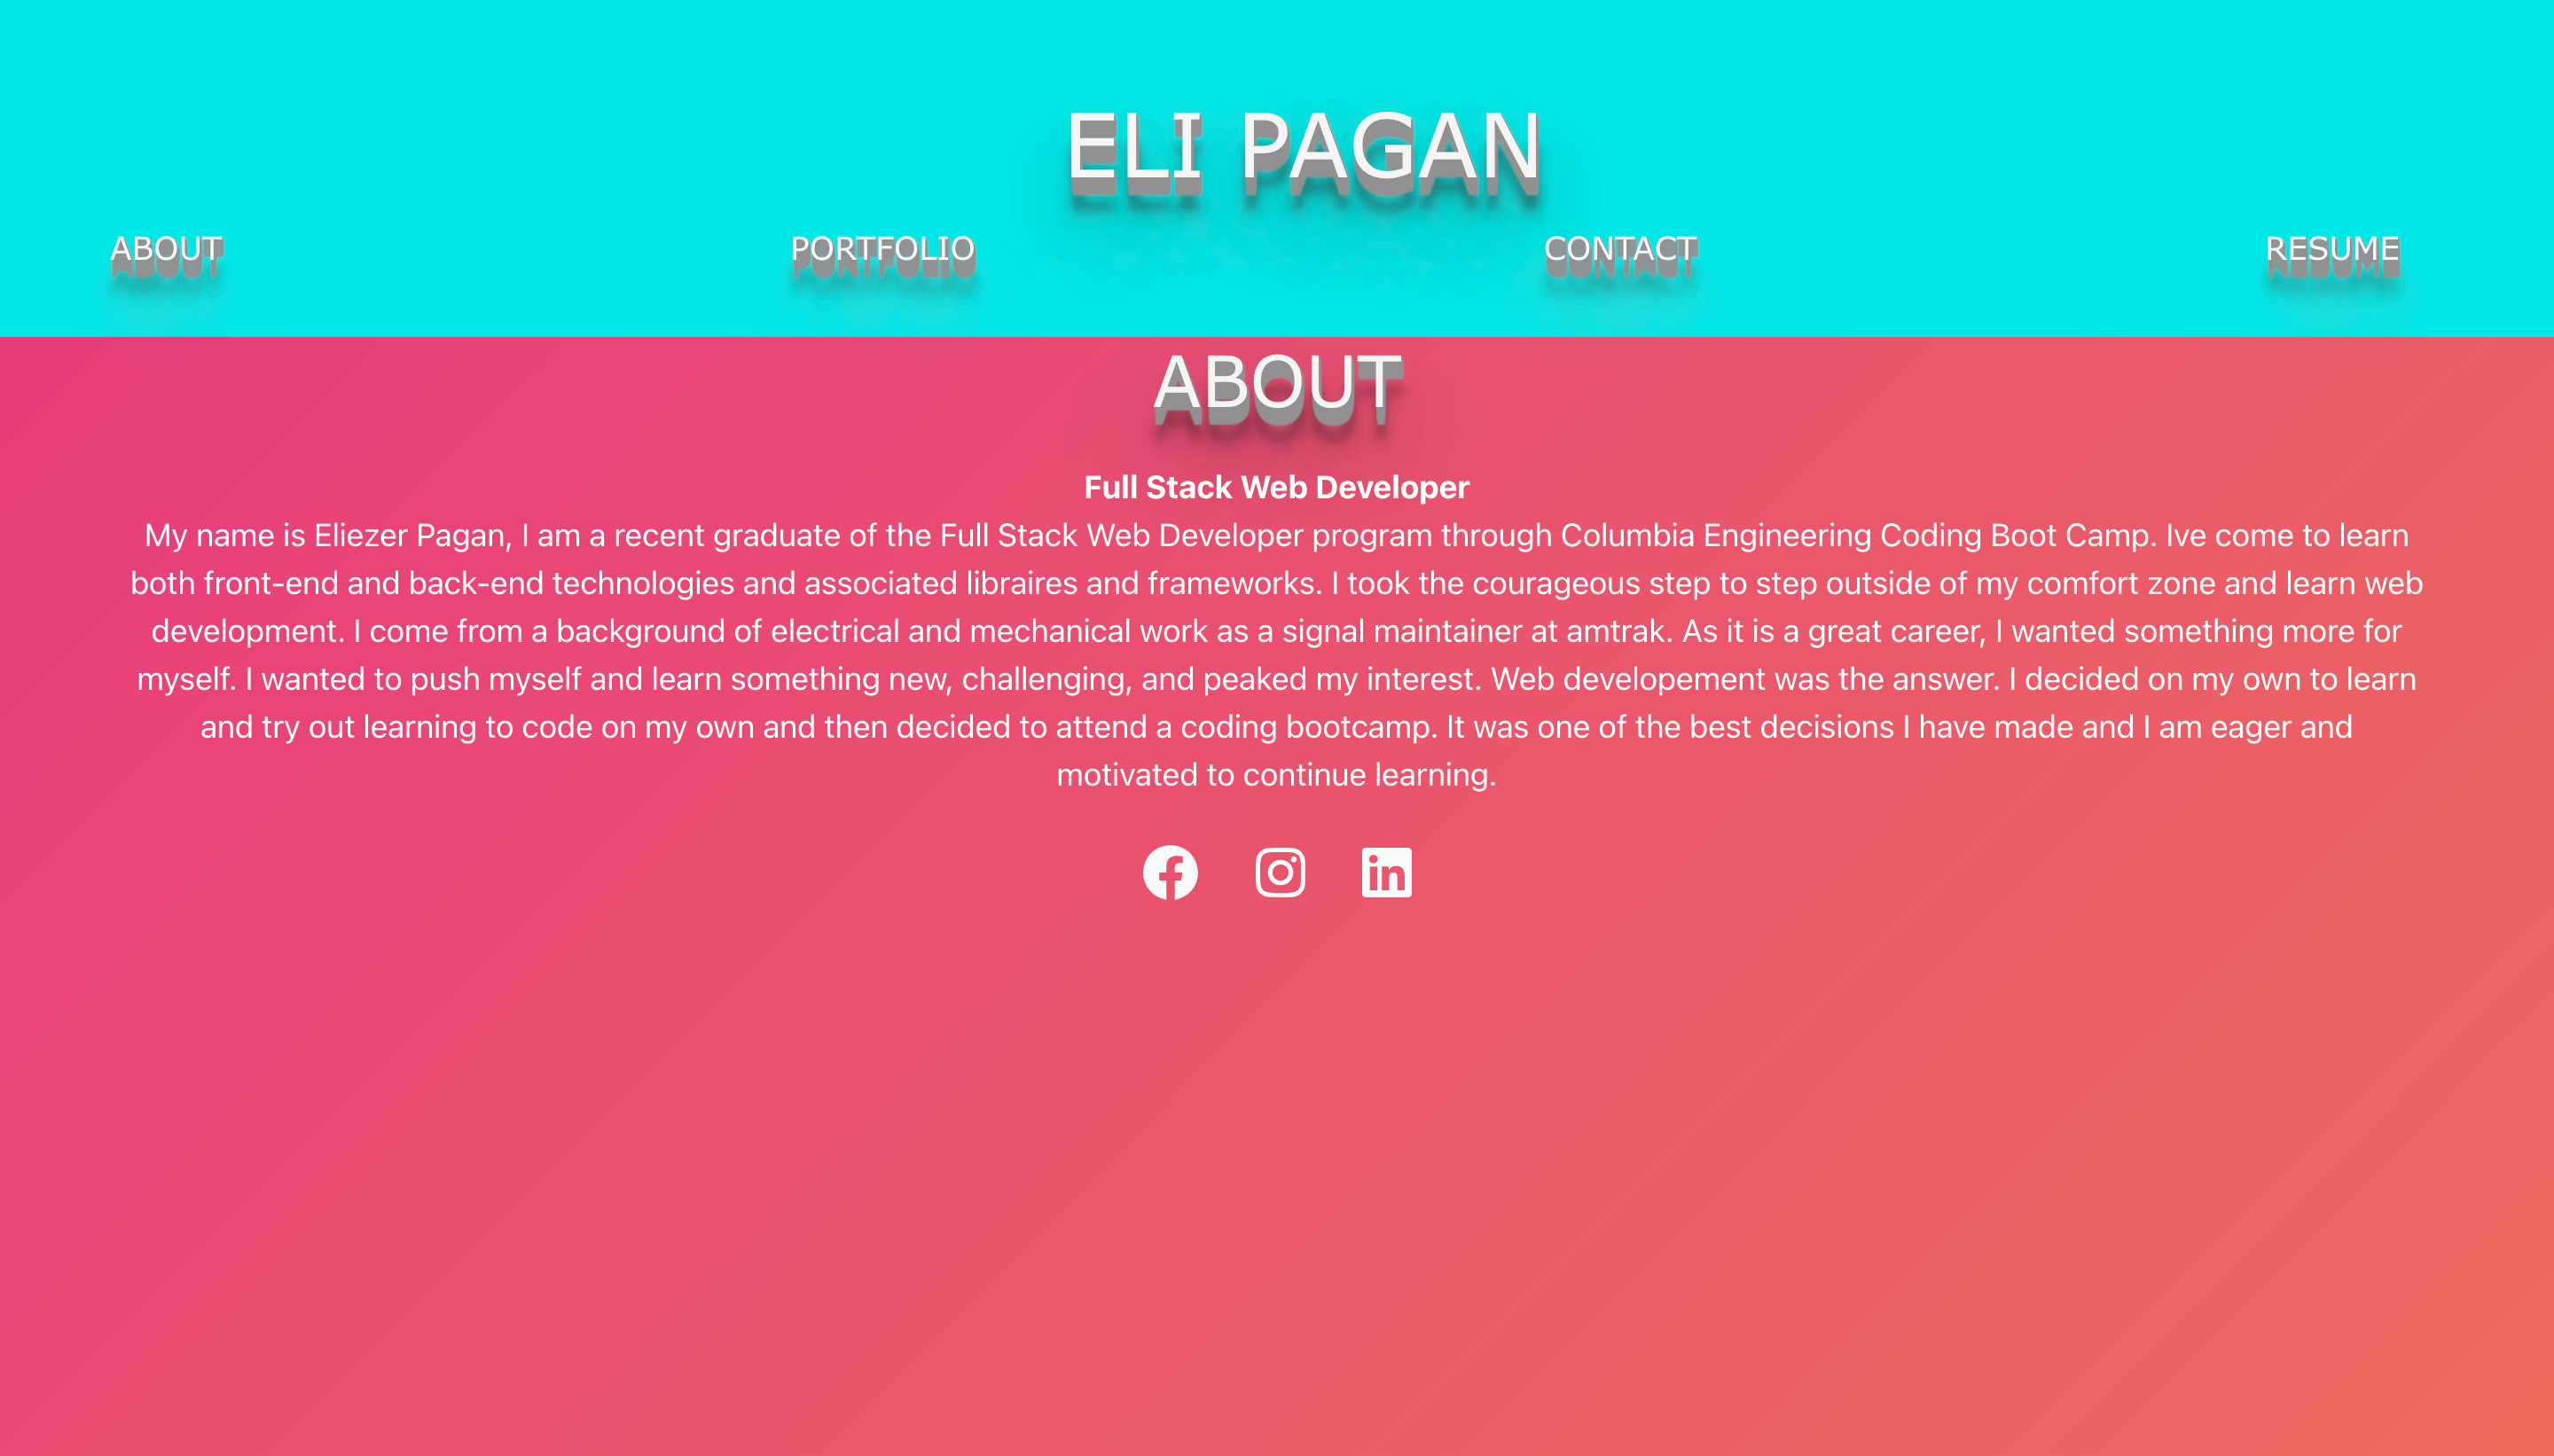 ELI PAGAN
ABOUT PORTFOLIO CONTACT RESUME
ABOUT
Full Stack Web Developer
My name is Eliezer Pagan, I am a recent graduate of the Full Stack Web Developer program through Columbia Engineering Coding Boot Camp. Ive come to learn
both front-end and back-end technologies and associated libraires and frameworks. I took the courageous step to step outside of my comfort zone and learn web
development. I come from a background of electrical and mechanical work as a signal maintainer at amtrak. As it is a great career, I wanted something more for
myself. I wanted to push myself and learn something new, challenging, and peaked my interest. Web developement was the answer. I decided on my own to learn
and try out learning to code on my own and then decided to attend a coding bootcamp. It was one of the best decisions I have made and I am eager and
motivated to continue learning.